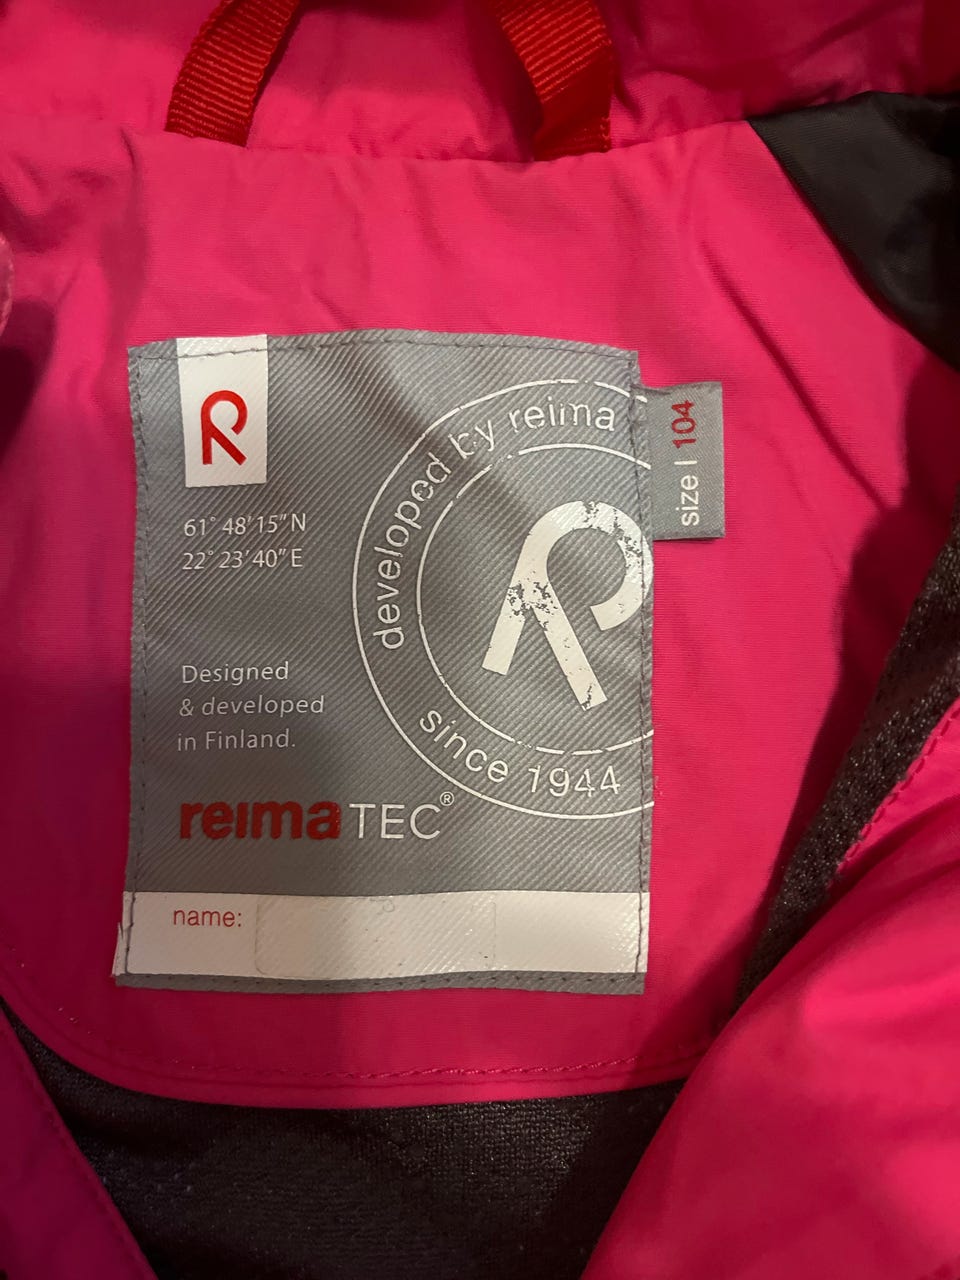 R
61° 48’15” N
22° 23’40” E
developed by reima
since 1944
size | 104
Designed
& developed
in Finland.
reimaTEC®
name: